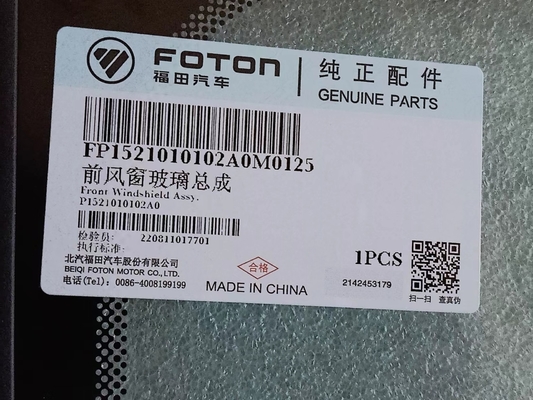 FOTON
福田汽车
纯正配件
GENUINE PARTS
FP1521010102A0M0125
前风窗玻璃总成
Front Windshield Assy.
P1521010102A0
检验员: 220811017701
执行标准:
北汽福田汽车股份有限公司
BEIQI FOTON MOTOR CO., LTD.
电话(Tel): 0086-4008199199
合格
MADE IN CHINA
1PCS
2142453179
扫一扫 查真伪